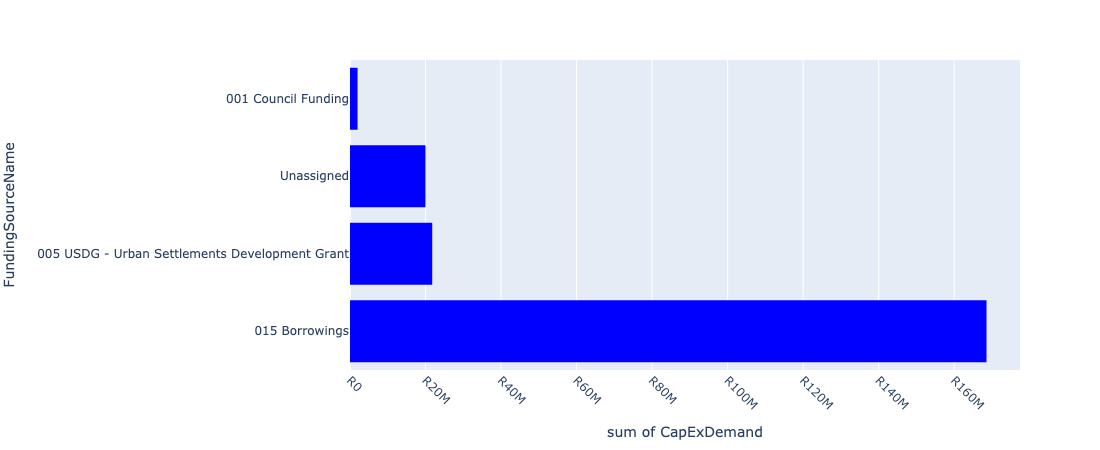 FundingSourceName
001 Council Funding
Unassigned
005 USDG - Urban Settlements Development Grant
015 Borrowings
R0
R20M
R40M
R60M
R80M
R100M
R120M
R140M
R160M
sum of CapExDemand